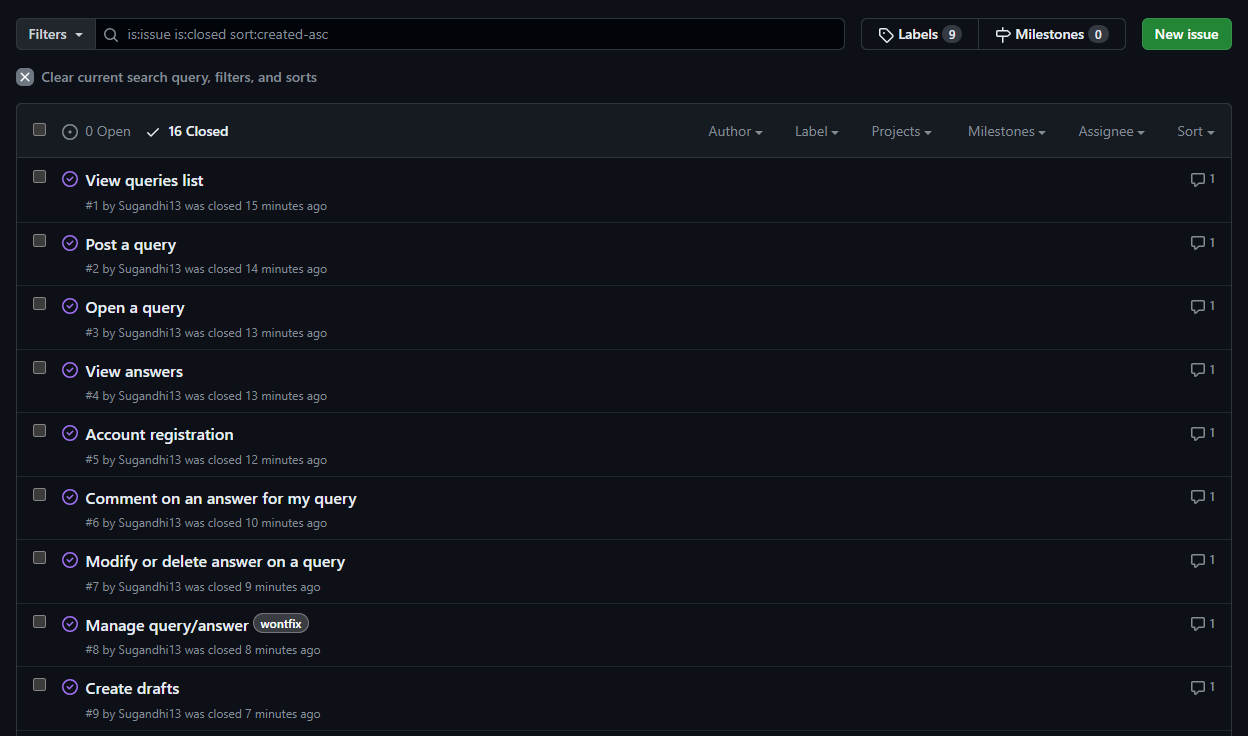 Filters is:issue is:closed sort:created-asc Labels 9 Milestones 0 New issue
Clear current search query, filters, and sorts
0 Open 16 Closed Author Label Projects Milestones Assignee Sort
View queries list 1
#1 by Sugandhi13 was closed 15 minutes ago
Post a query 1
#2 by Sugandhi13 was closed 14 minutes ago
Open a query 1
#3 by Sugandhi13 was closed 13 minutes ago
View answers 1
#4 by Sugandhi13 was closed 13 minutes ago
Account registration 1
#5 by Sugandhi13 was closed 12 minutes ago
Comment on an answer for my query 1
#6 by Sugandhi13 was closed 10 minutes ago
Modify or delete answer on a query 1
#7 by Sugandhi13 was closed 9 minutes ago
Manage query/answer wontfix 1
#8 by Sugandhi13 was closed 8 minutes ago
Create drafts 1
#9 by Sugandhi13 was closed 7 minutes ago